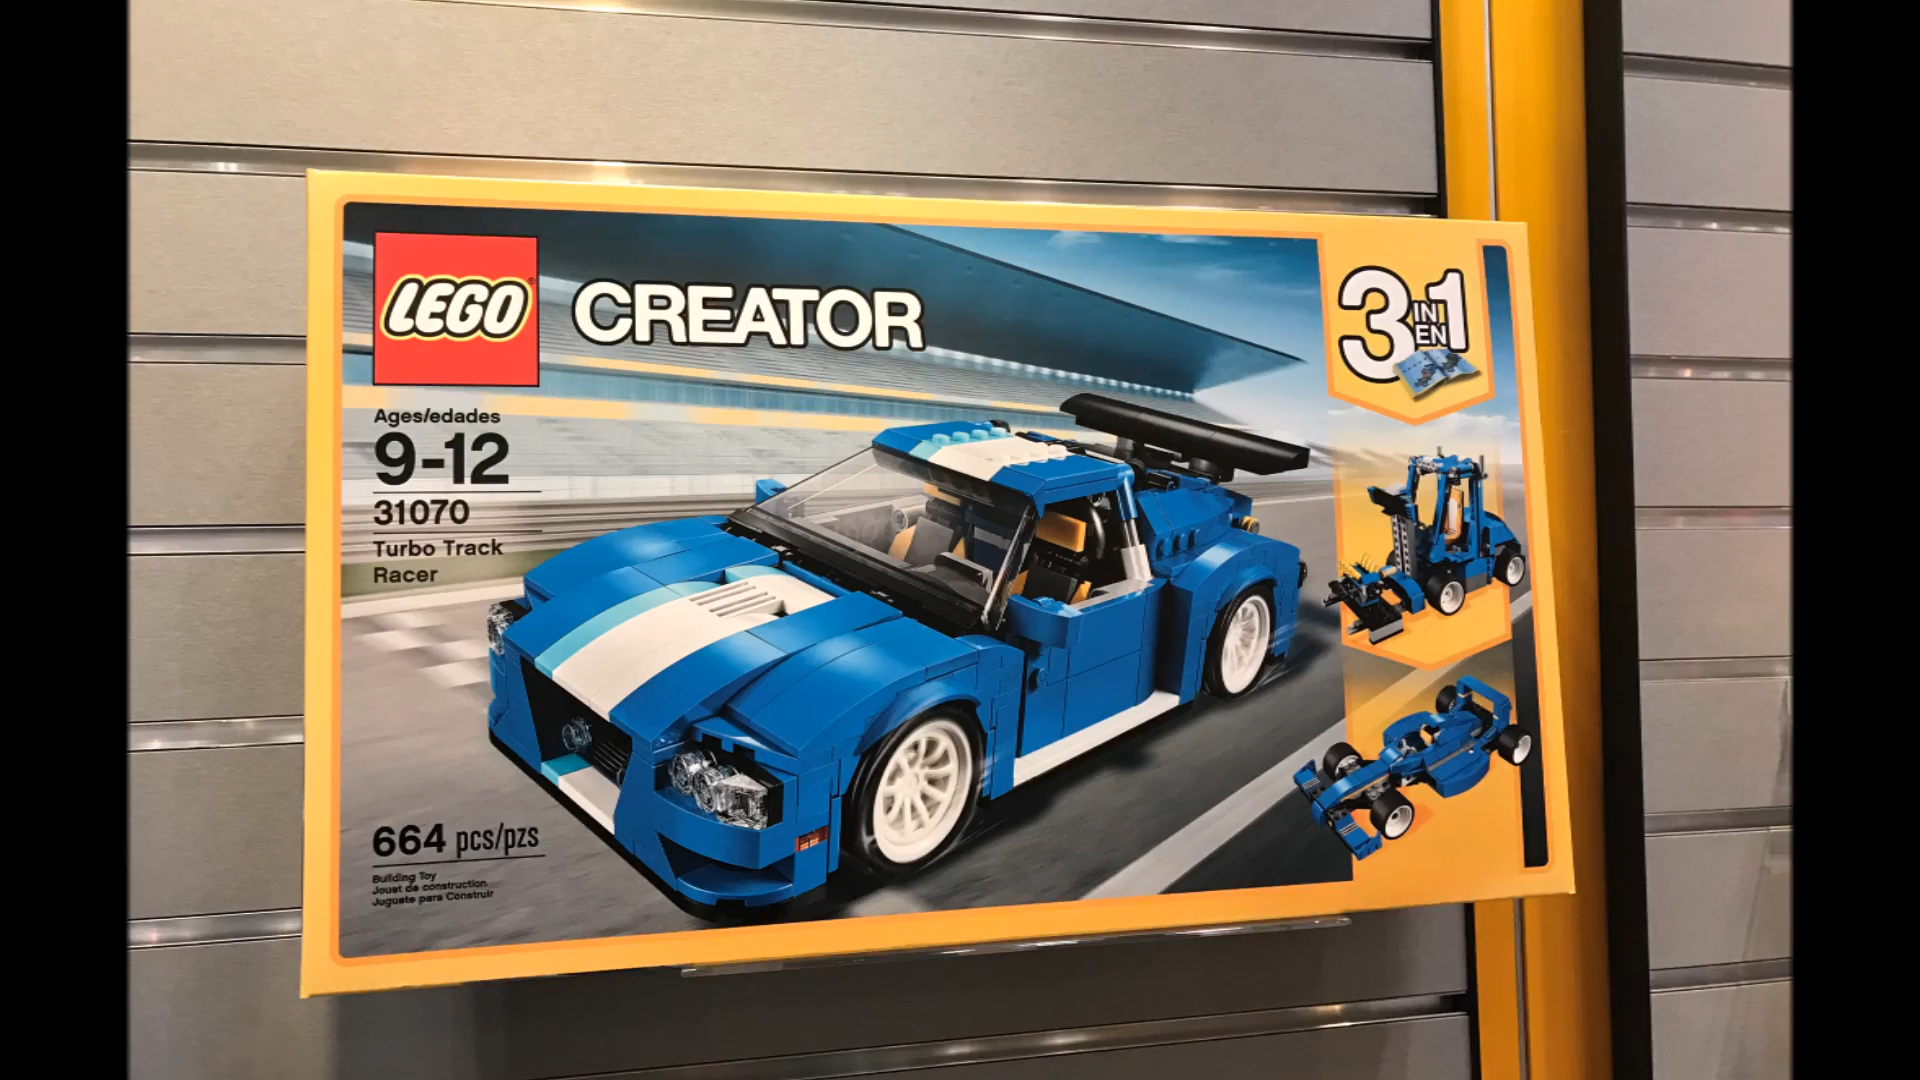 LEGO
CREATOR
3 IN EN 1
Ages/edades
9-12
31070
Turbo Track
Racer
664 pcs/pzs
Building Toy
Jouet de construction
Juguete para Construir